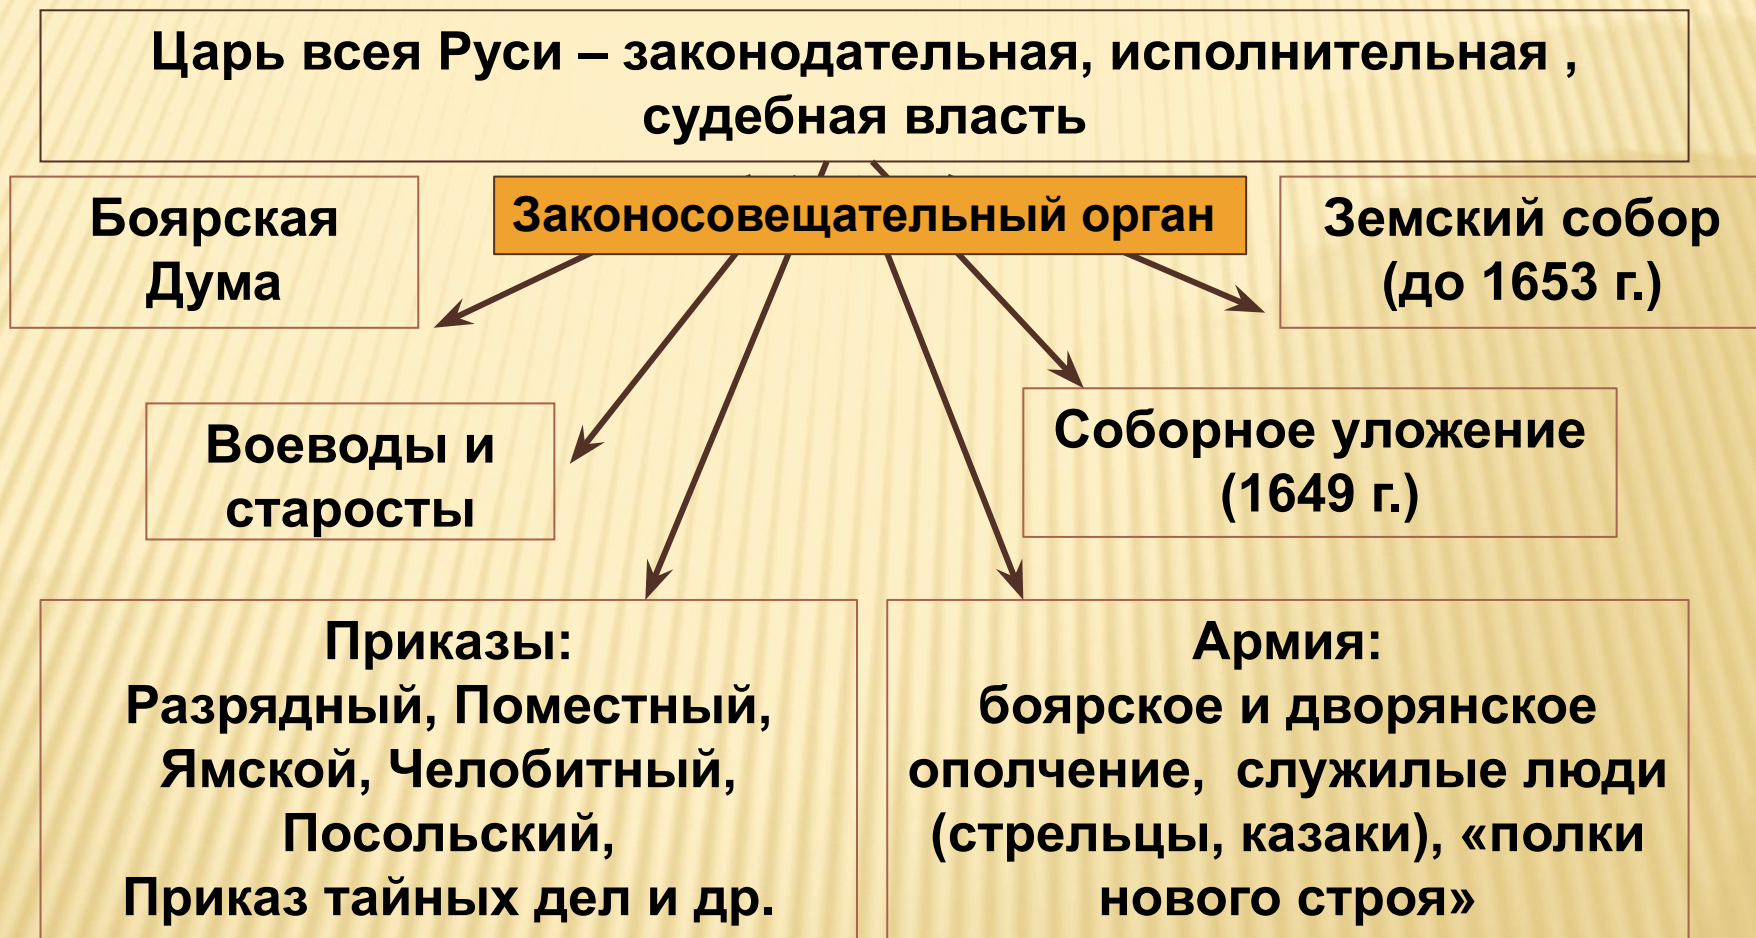 Царь всея Руси – законодательная, исполнительная ,
судебная власть
Боярская
Дума
Законосовещательный орган
Земский собор
(до 1653 г.)
Воеводы и
старосты
Соборное уложение
(1649 г.)
Приказы:
Разрядный, Поместный,
Ямской, Челобитный,
Посольский,
Приказ тайных дел и др.
Армия:
боярское и дворянское
ополчение,  служилые люди
(стрельцы, казаки), «полки
нового строя»